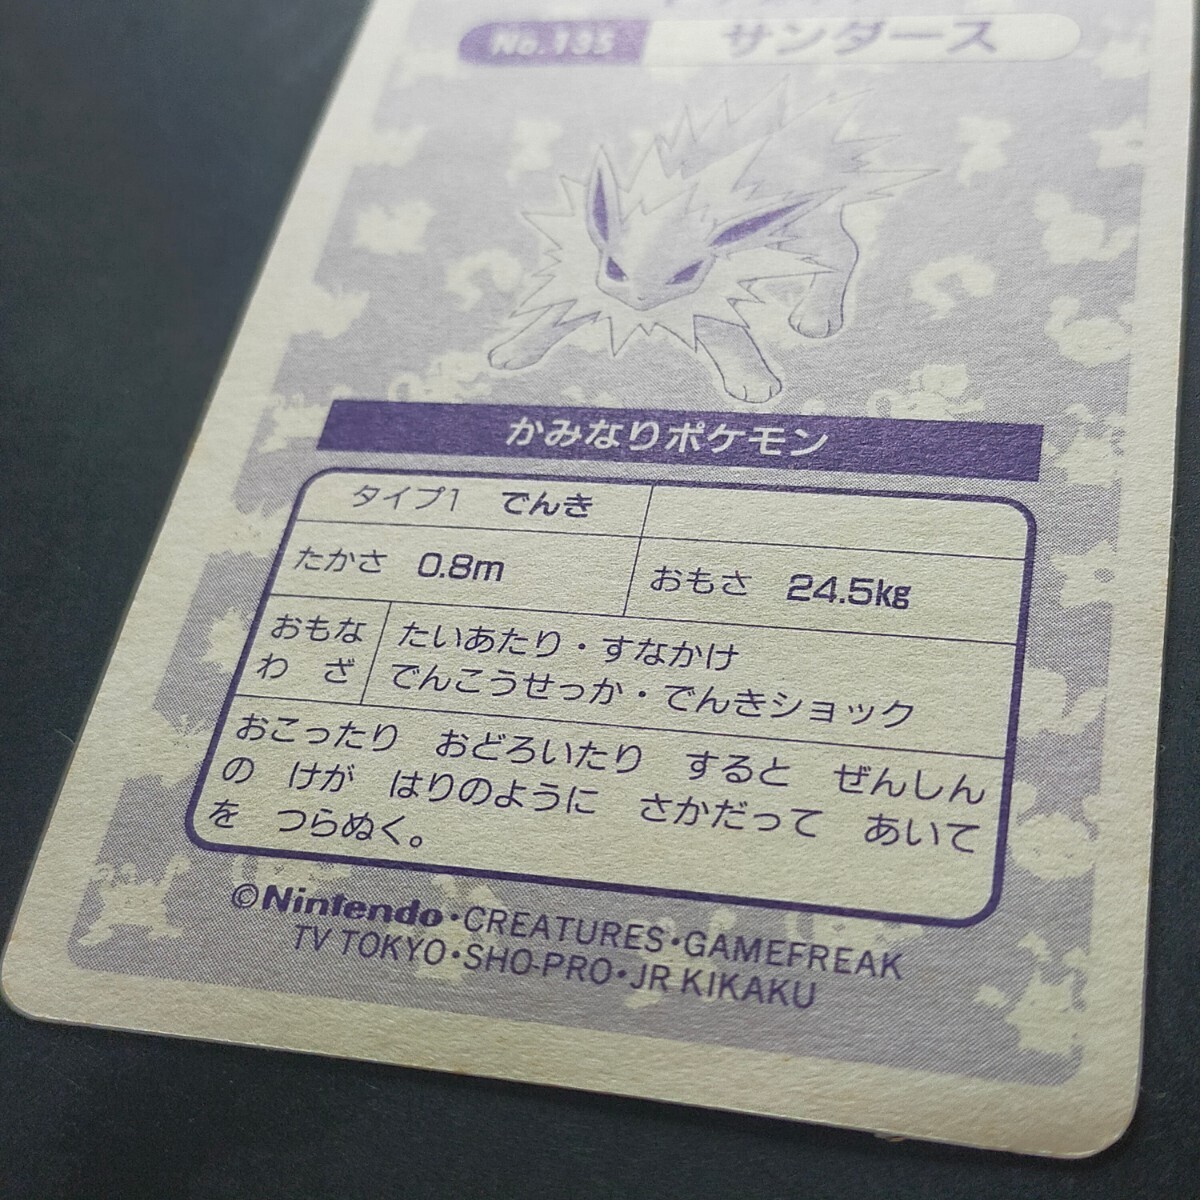 No.135 サンダース
かみなりポケモン
タイプ1 でんき
たかさ 0.8m おもさ 24.5kg
おもな わざ
たいあたり・すなかけ
でんこうせっか・でんきショック
おこったり おどろいたり すると ぜんしん
の けが はりのように さかだって あいて
を つらぬく。
©Nintendo・CREATURES・GAMEFREAK
TV TOKYO・SHO-PRO・JR KIKAKU